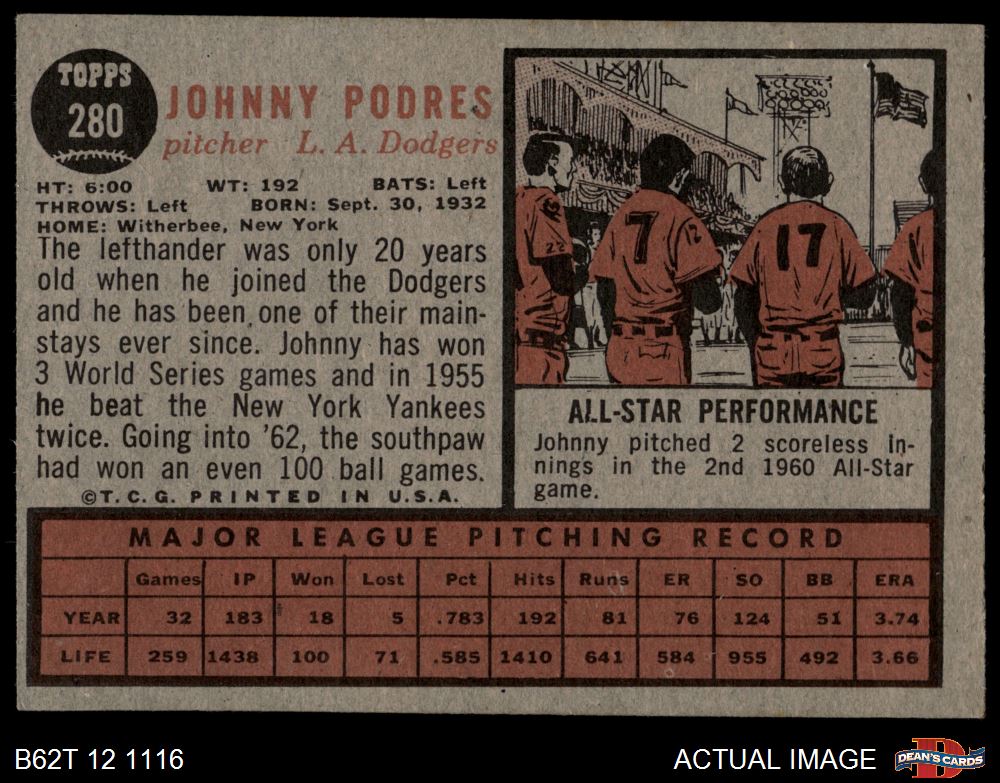 TOPPS
280
JOHNNY PODRES
pitcher L. A. Dodgers
HT: 6:00 WT: 192 BATS: Left
THROWS: Left BORN: Sept. 30, 1932
HOME: Witherbee, New York
The lefthander was only 20 years
old when he joined the Dodgers
and he has been one of their main-
stays ever since. Johnny has won
3 World Series games and in 1955
he beat the New York Yankees
twice. Going into '62, the southpaw
had won an even 100 ball games.
©T.C.G. PRINTED IN U.S.A.
22
7
12
17
ALL-STAR PERFORMANCE
Johnny pitched 2 scoreless in-
nings in the 2nd 1960 All-Star
game.
MAJOR LEAGUE PITCHING RECORD
Games IP Won Lost Pct Hits Runs ER SO BB ERA
YEAR 32 183 18 5 .783 192 81 76 124 51 3.74
LIFE 259 1438 100 71 .585 1410 641 584 955 492 3.66
B62T 12 1116
ACTUAL IMAGE
DEAN'S CARDS